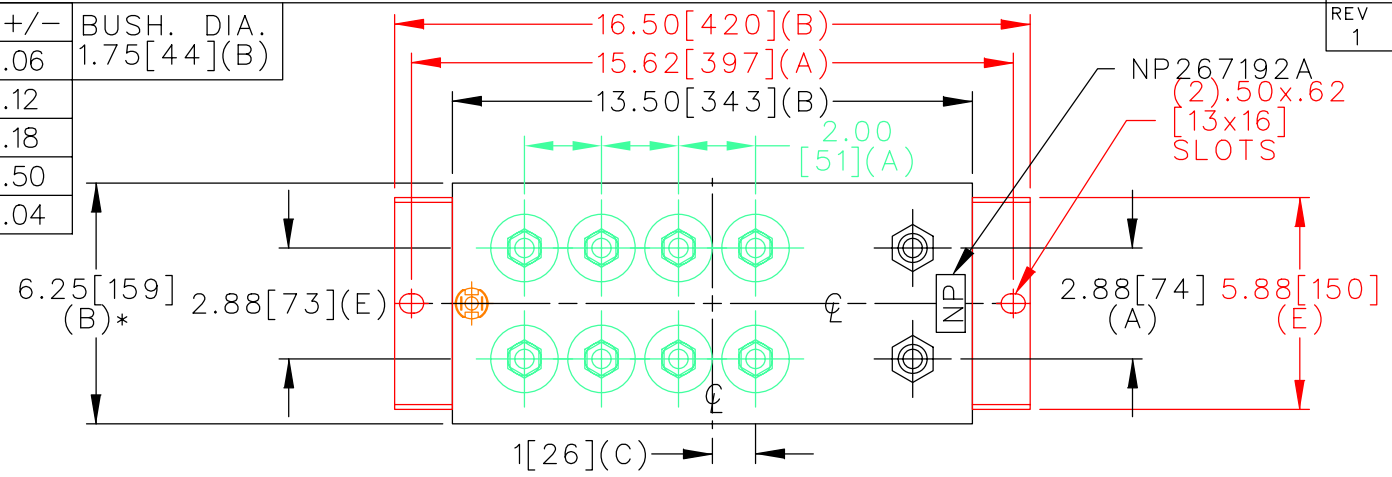 +/-
.06
.12
.18
.50
.04
BUSH. DIA.
1.75[44](B)
REV
1
16.50[420](B)
15.62[397](A)
13.50[343](B)
NP267192A
(2).50x.62
[13x16]
SLOTS
2.00
[51](A)
6.25[159]
(B)*
2.88[73](E)
℄
NP
2.88[74]
(A)
5.88[150]
(E)
℄
1[26](C)